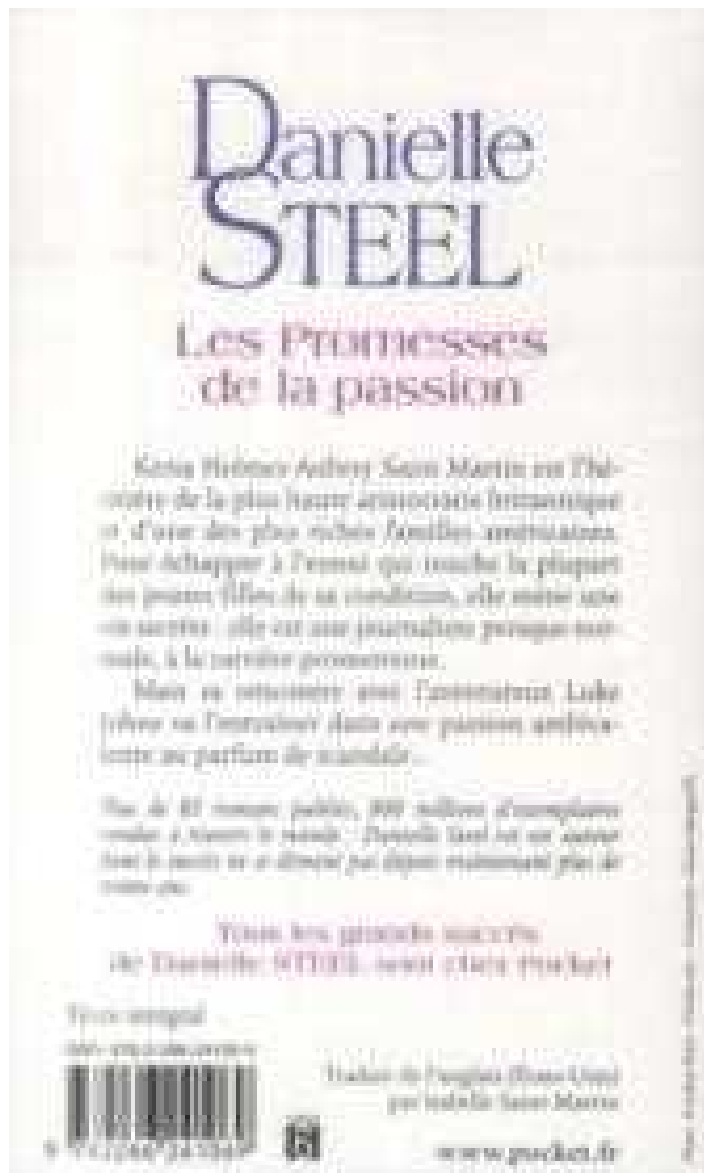 Danielle
STEEL
Les Promesses
de la passion
Saint Martin est l'hé-
de la plus haute aristocratie britannique
et d'une des plus riches familles américaines.
Pour échapper à l'ennui qui touche la plupart
des jeunes filles de sa condition, elle mène une
vie secrète : elle est une journaliste presque nor-
male, à la carrière prometteuse.
Mais sa rencontre avec l'aventureux Luke
va l'entraîner dans une passion
au parfum de scandale...
Plus de 80 romans publiés, 800 millions d'exemplaires
vendus à travers le monde : Danielle Steel est un auteur
dont le succès ne se dément pas depuis maintenant plus de
trente ans.
Tous les grands succès
de Danielle STEEL sont chez Pocket
Texte intégral
Traduit de l'anglais (États-Unis)
par Isabelle Saint-Martin
www.pocket.fr